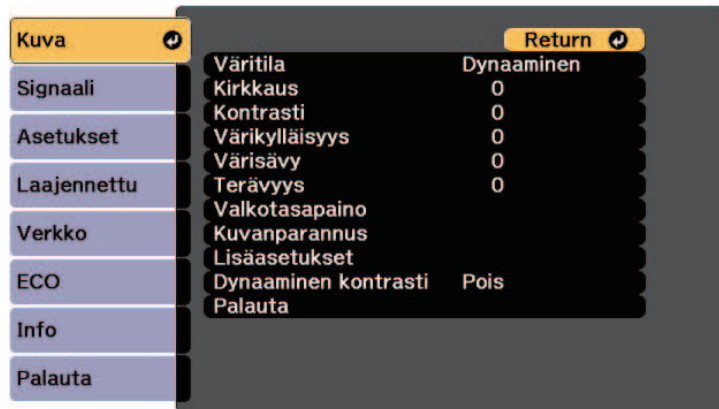 Kuva
Signaali
Asetukset
Laajennettu
Verkko
ECO
Info
Palauta
Return
Väritila Dynaaminen
Kirkkaus 0
Kontrasti 0
Värikylläisyys 0
Värisävy 0
Terävyys 0
Valkotasapaino
Kuvanparannus
Lisäasetukset
Dynaaminen kontrasti Pois
Palauta